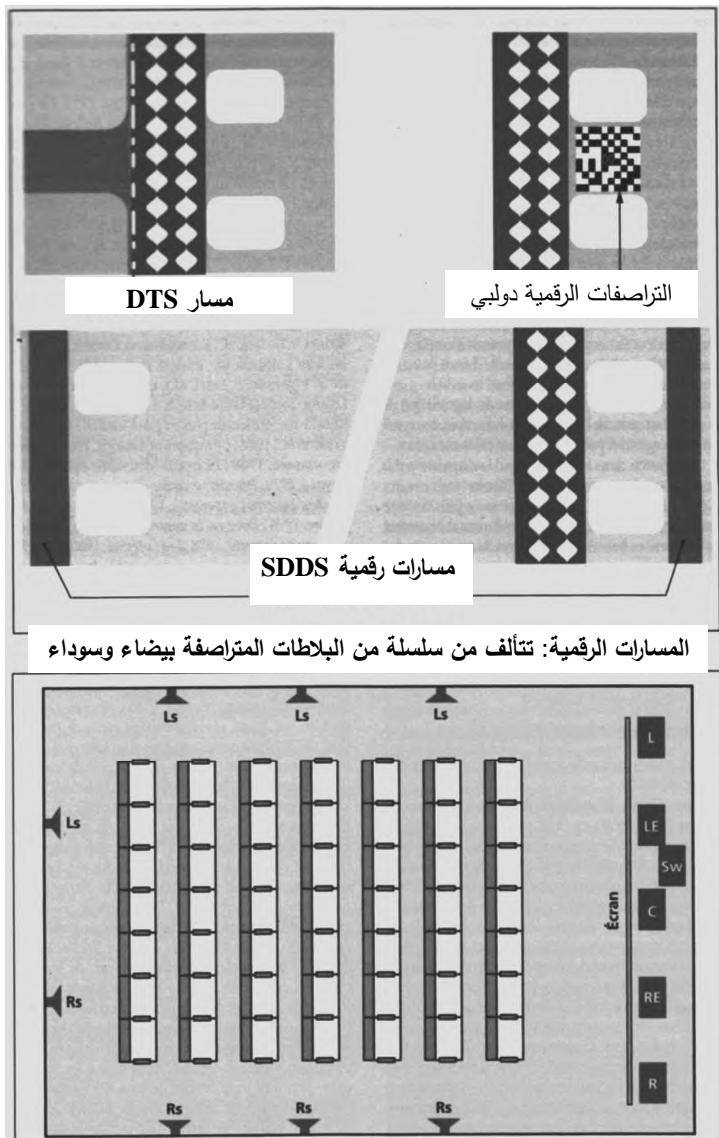 مسار DTS
التراصفات الرقمية دولبي
مسارات رقمية SDDS
المسارات الرقمية: تتألف من سلسلة من البلاطات المتراصفة بيضاء وسوداء
Ls
Ls
Ls
L
Ls
LE
Sw
C
Écran
RE
Rs
R
Rs
Rs
Rs